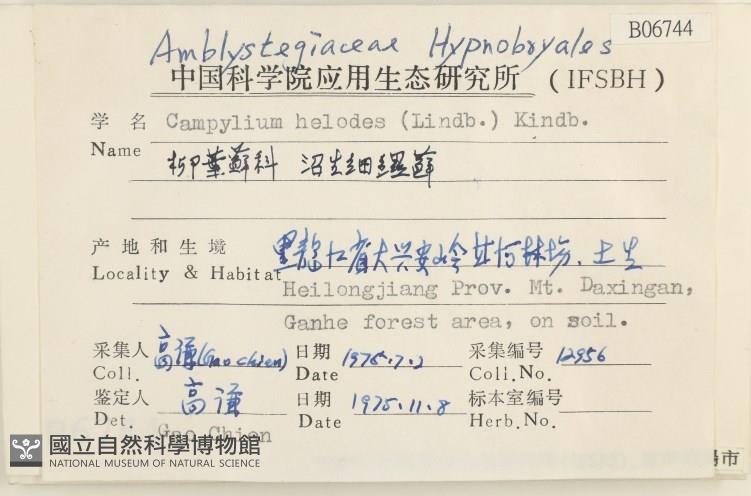 B06744
Amblystegiaceae Hypnobryales
中国科学院应用生态研究所 (IFSBH)
学名 Campylium helodes (Lindb.) Kindb.
Name
柳葉蘚科 沼生細湿蘚
产地和生境 黑龙江省大兴安岭甘河林场、土生
Locality & Habitat Heilongjiang Prov. Mt. Daxingan,
Ganhe forest area, on soil.
采集人 高谦(Gao chien) 日期 1975.7.2 采集编号 12956
Coll. Date Coll.No.
鉴定人 高谦 日期 1975.11.8 标本室编号
Det. Gao Chien Date Herb.No.
國立自然科學博物館
NATIONAL MUSEUM OF NATURAL SCIENCE
市